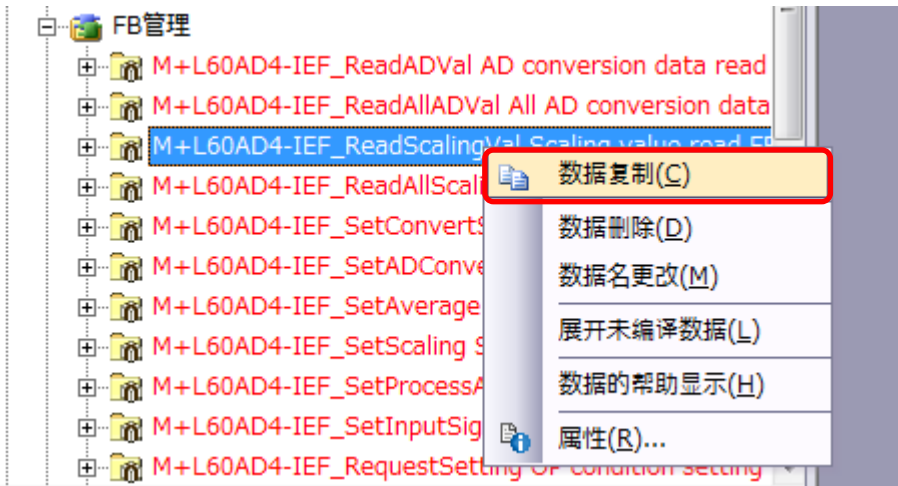 FB管理
M+L60AD4-IEF_ReadADVal AD conversion data read
M+L60AD4-IEF_ReadAllADVal All AD conversion data
M+L60AD4-IEF_ReadScalingVal Scaling value read
M+L60AD4-IEF_ReadAllScali
数据复制(C)
M+L60AD4-IEF_SetConvertS
数据删除(D)
M+L60AD4-IEF_SetADConve
数据名更改(M)
M+L60AD4-IEF_SetAverage
展开未编译数据(L)
M+L60AD4-IEF_SetScaling S
M+L60AD4-IEF_SetProcessA
数据的帮助显示(H)
M+L60AD4-IEF_SetInputSig
属性(R)...
M+L60AD4-IEF_RequestSetting OP condition setting